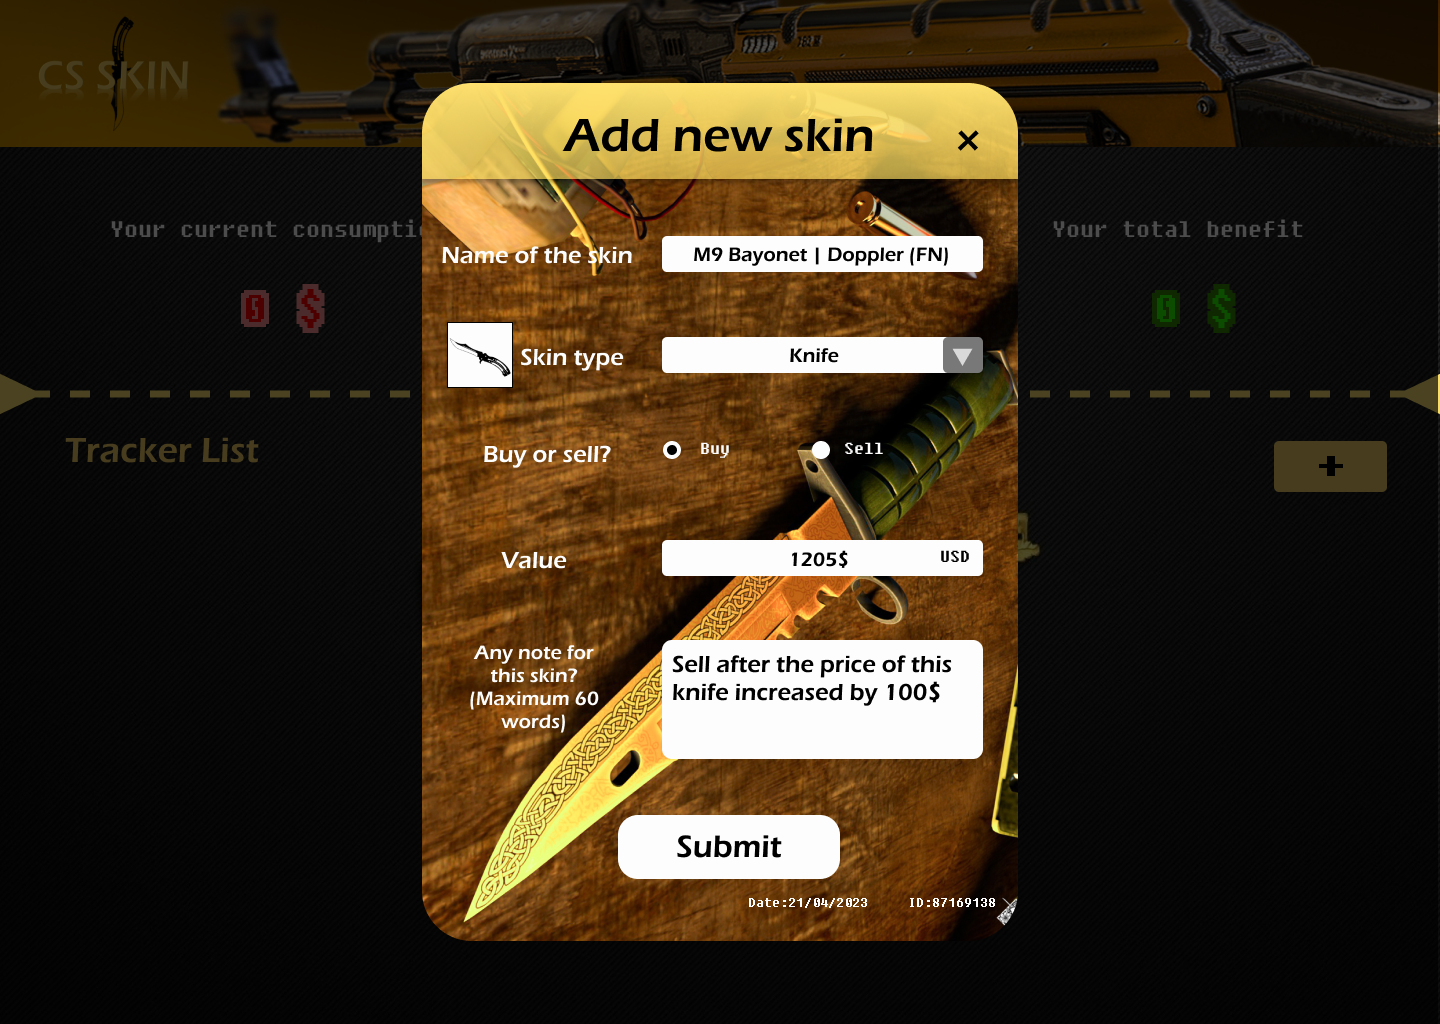 CS SKIN
Add new skin
×
Your current consumptio
Your total benefit
0 $
0 $
Name of the skin
M9 Bayonet | Doppler (FN)
Skin type
Knife
Tracker List
+
Buy or sell?
Buy
Sell
Value
1205$
USD
Any note for
this skin?
(Maximum 60
words)
Sell after the price of this
knife increased by 100$
Submit
Date:21/04/2023
ID:87169138